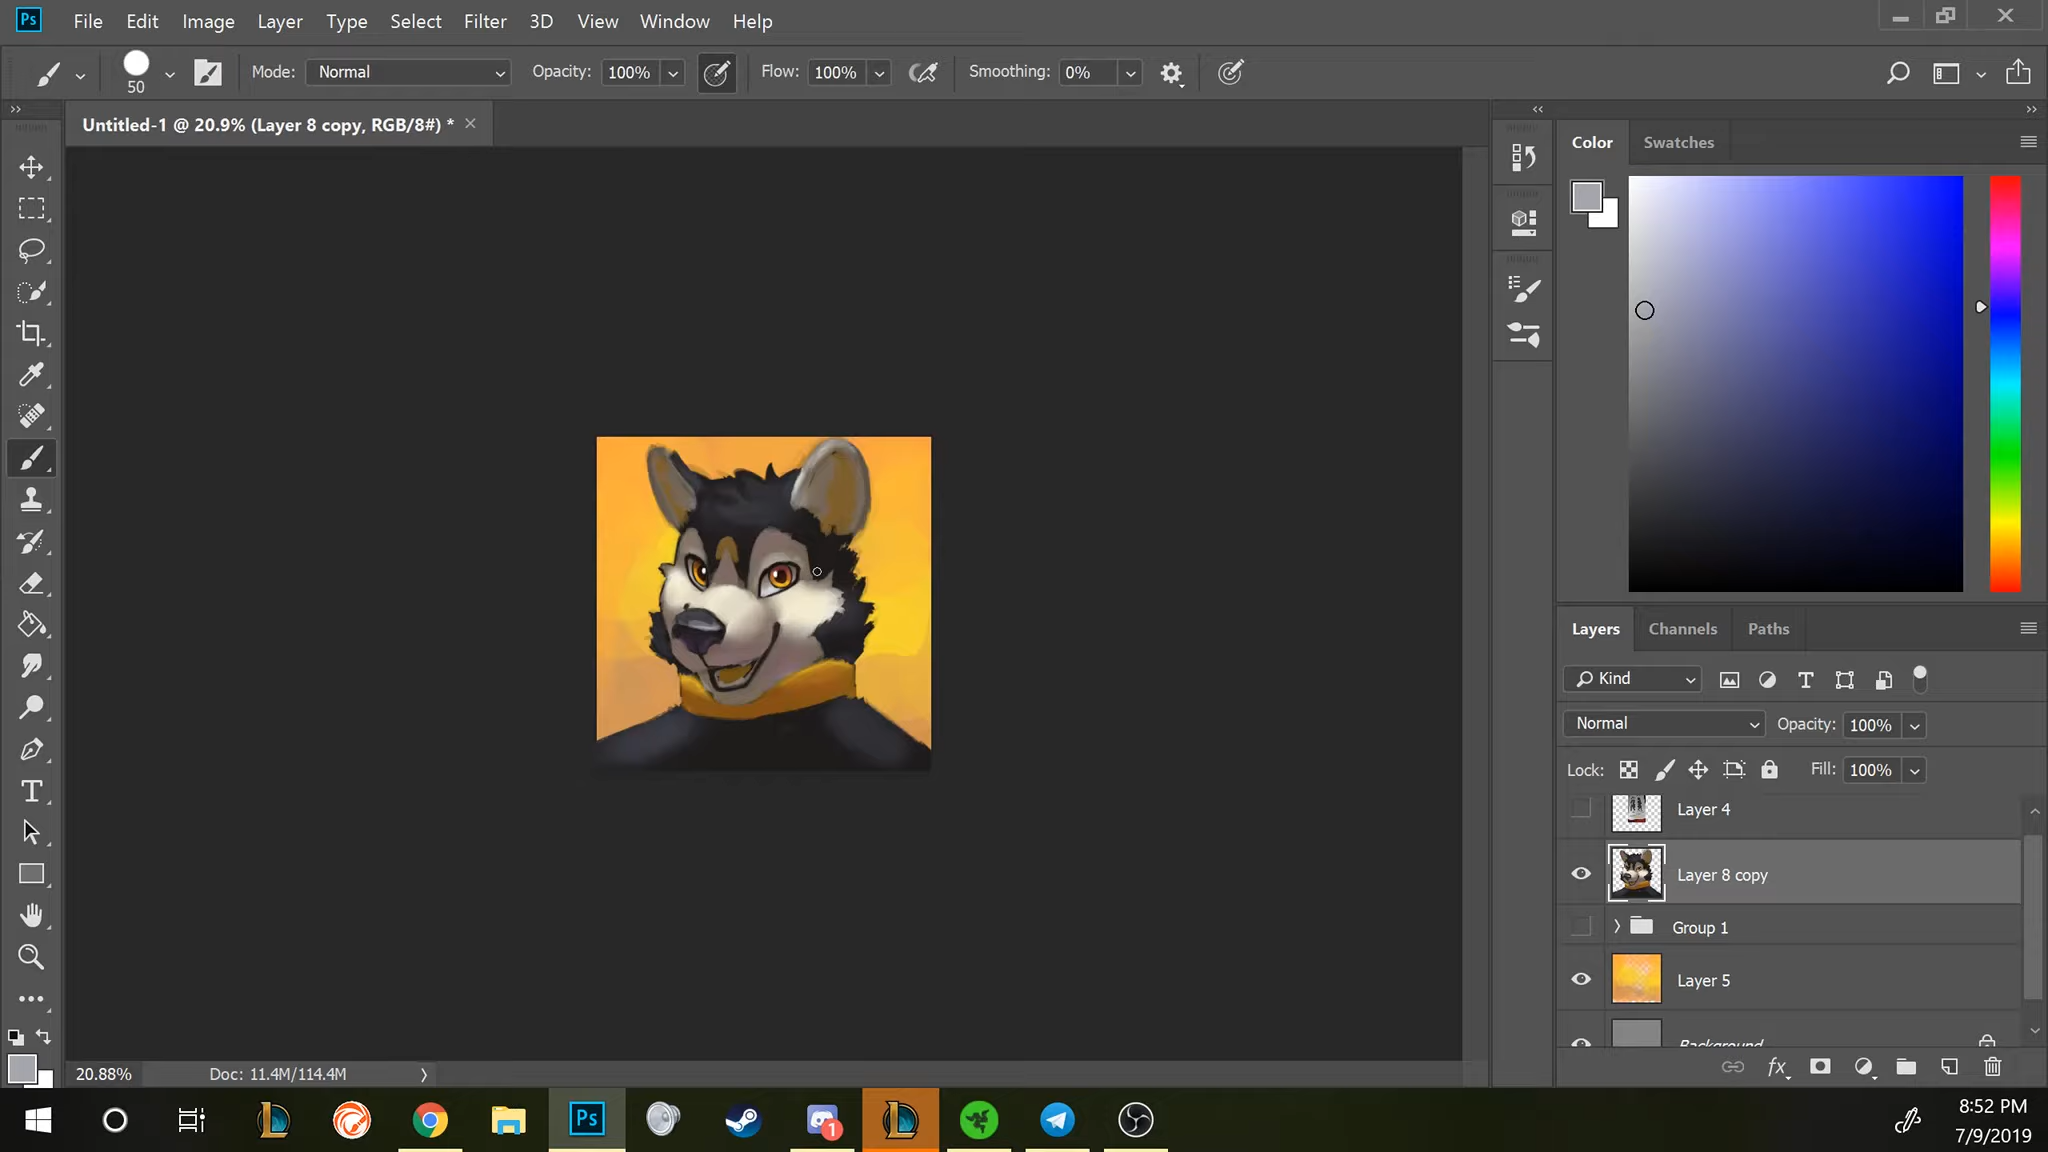 Ps File Edit Image Layer Type Select Filter 3D View Window Help
50 Mode: Normal Opacity: 100% Flow: 100% Smoothing: 0%
Untitled-1 @ 20.9% (Layer 8 copy, RGB/8#) *
Color Swatches
Layers Channels Paths
Kind
Normal Opacity: 100%
Lock: Fill: 100%
Layer 4
Layer 8 copy
Group 1
Layer 5
Background
fx
20.88% Doc: 11.4M/114.4M
Ps 1 8:52 PM
7/9/2019